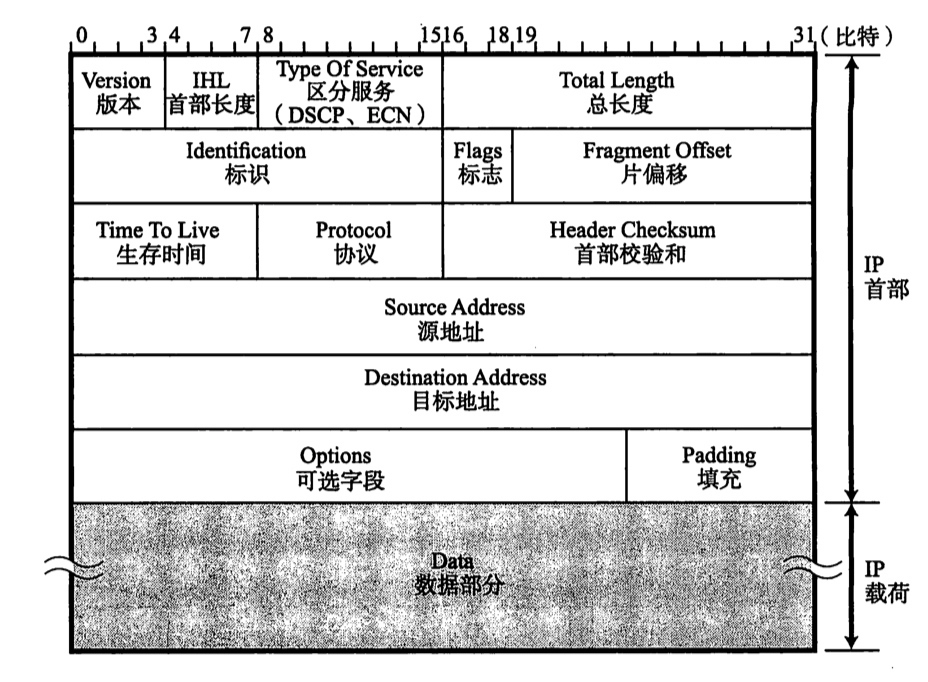 0 3 4 7 8 1516 1819 31 (比特)
Version IHL Type Of Service Total Length
版本 首部长度 区分服务 总长度
(DSCP、ECN)
Identification Flags Fragment Offset
标识 标志 片偏移
Time To Live Protocol Header Checksum
生存时间 协议 首部校验和
IP
首部
Source Address
源地址
Destination Address
目标地址
Options Padding
可选字段 填充
Data
数据部分
IP
载荷